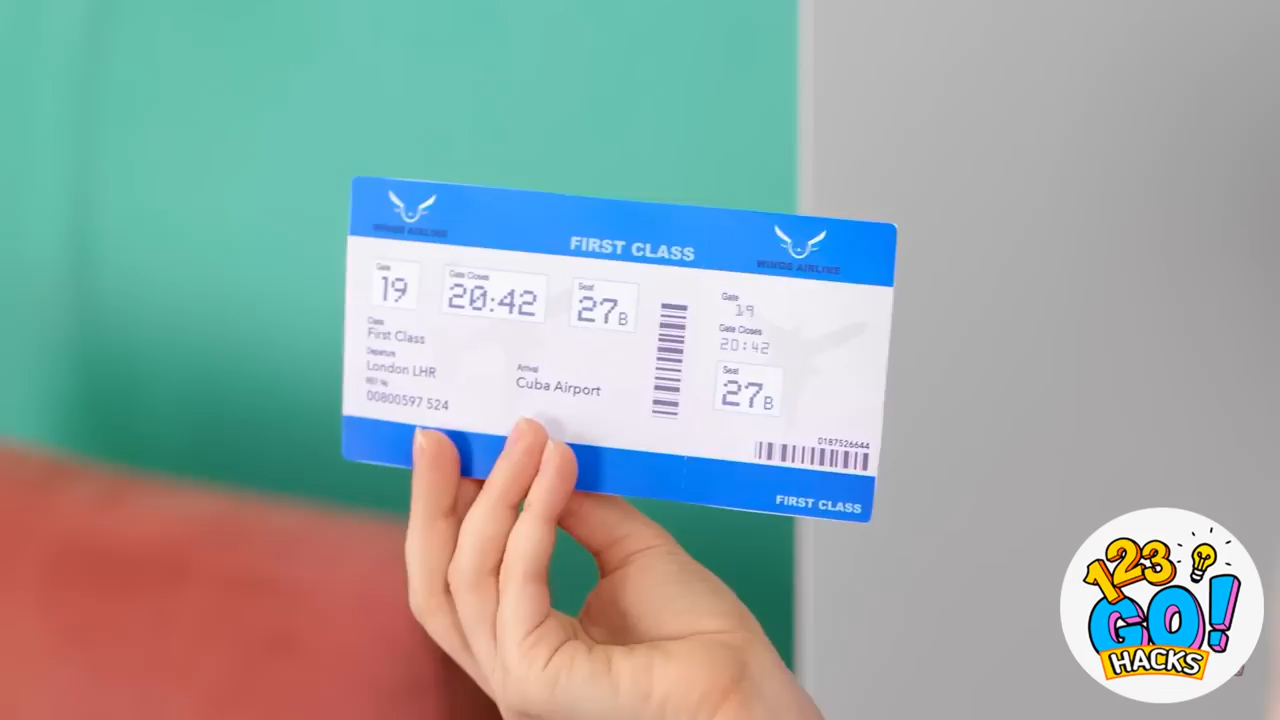 WINGS AIRLINE
FIRST CLASS
WINGS AIRLINE
Gate
19
Gate Closes
20:42
Seat
27B
Class
First Class
Departure
London LHR
Arrival
Cuba Airport
00800597 524
Gate
19
Gate Closes
20:42
Seat
27B
0187526644
FIRST CLASS
123
GO!
HACKS